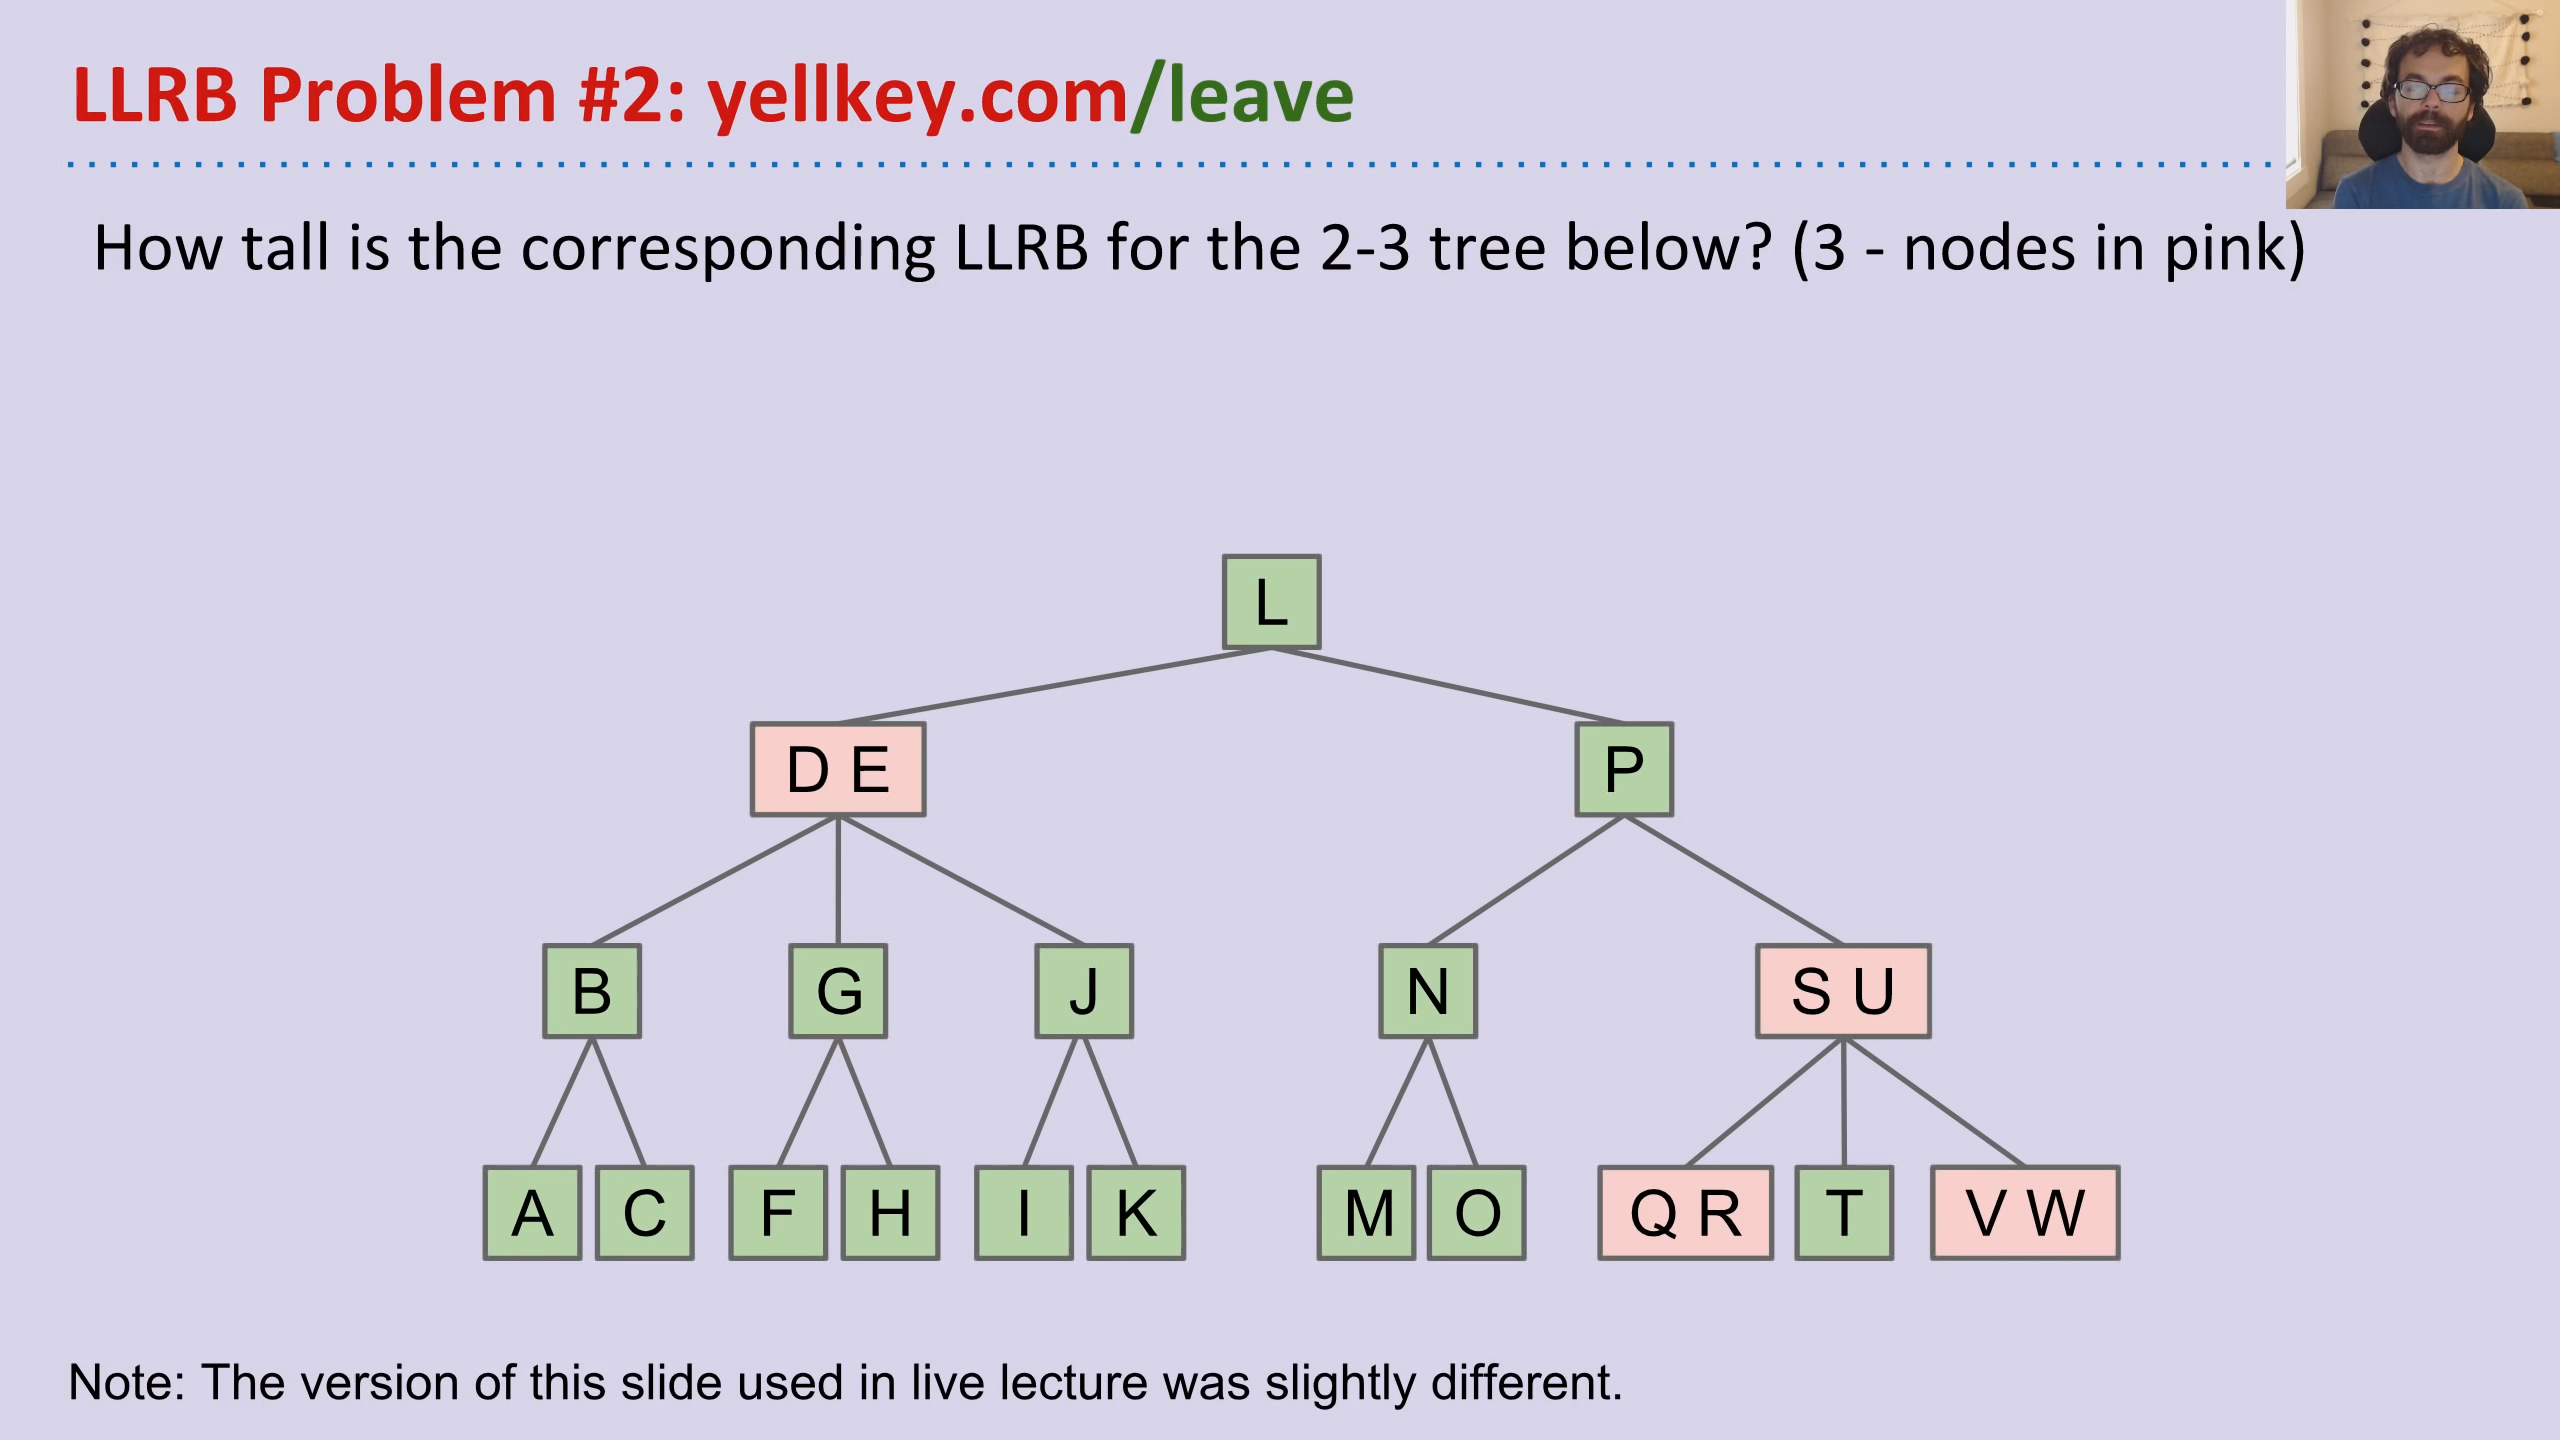 LLRB Problem #2: yellkey.com/leave
How tall is the corresponding LLRB for the 2-3 tree below? (3 - nodes in pink)
L
D E
P
B
G
J
N
S U
A
C
F
H
I
K
M
O
Q R
T
V W
Note: The version of this slide used in live lecture was slightly different.